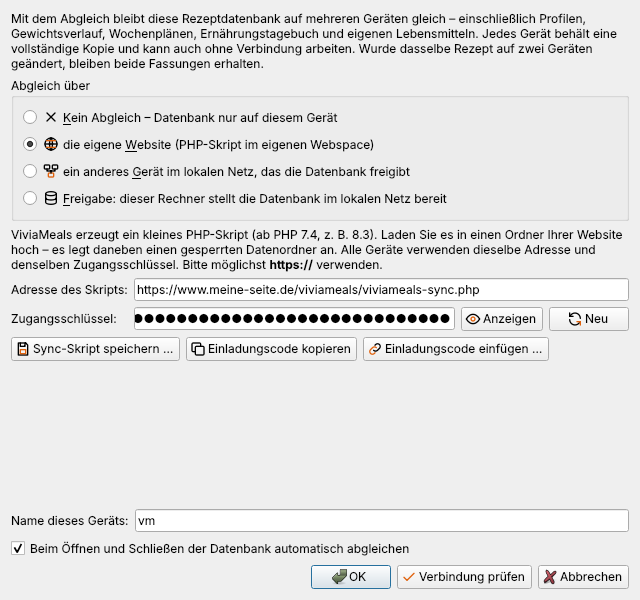 Mit dem Abgleich bleibt diese Rezeptdatenbank auf mehreren Geräten gleich – einschließlich Profilen,
Gewichtsverlauf, Wochenplänen, Ernährungstagebuch und eigenen Lebensmitteln. Jedes Gerät behält eine
vollständige Kopie und kann auch ohne Verbindung arbeiten. Wurde dasselbe Rezept auf zwei Geräten
geändert, bleiben beide Fassungen erhalten.
Abgleich über
Kein Abgleich – Datenbank nur auf diesem Gerät
die eigene Website (PHP-Skript im eigenen Webspace)
ein anderes Gerät im lokalen Netz, das die Datenbank freigibt
Freigabe: dieser Rechner stellt die Datenbank im lokalen Netz bereit
ViviaMeals erzeugt ein kleines PHP-Skript (ab PHP 7.4, z. B. 8.3). Laden Sie es in einen Ordner Ihrer Website
hoch – es legt daneben einen gesperrten Datenordner an. Alle Geräte verwenden dieselbe Adresse und
denselben Zugangsschlüssel. Bitte möglichst https:// verwenden.
Adresse des Skripts: https://www.meine-seite.de/viviameals/viviameals-sync.php
Zugangsschlüssel: Anzeigen Neu
Sync-Skript speichern ... Einladungscode kopieren Einladungscode einfügen ...
Name dieses Geräts: vm
Beim Öffnen und Schließen der Datenbank automatisch abgleichen
OK Verbindung prüfen Abbrechen